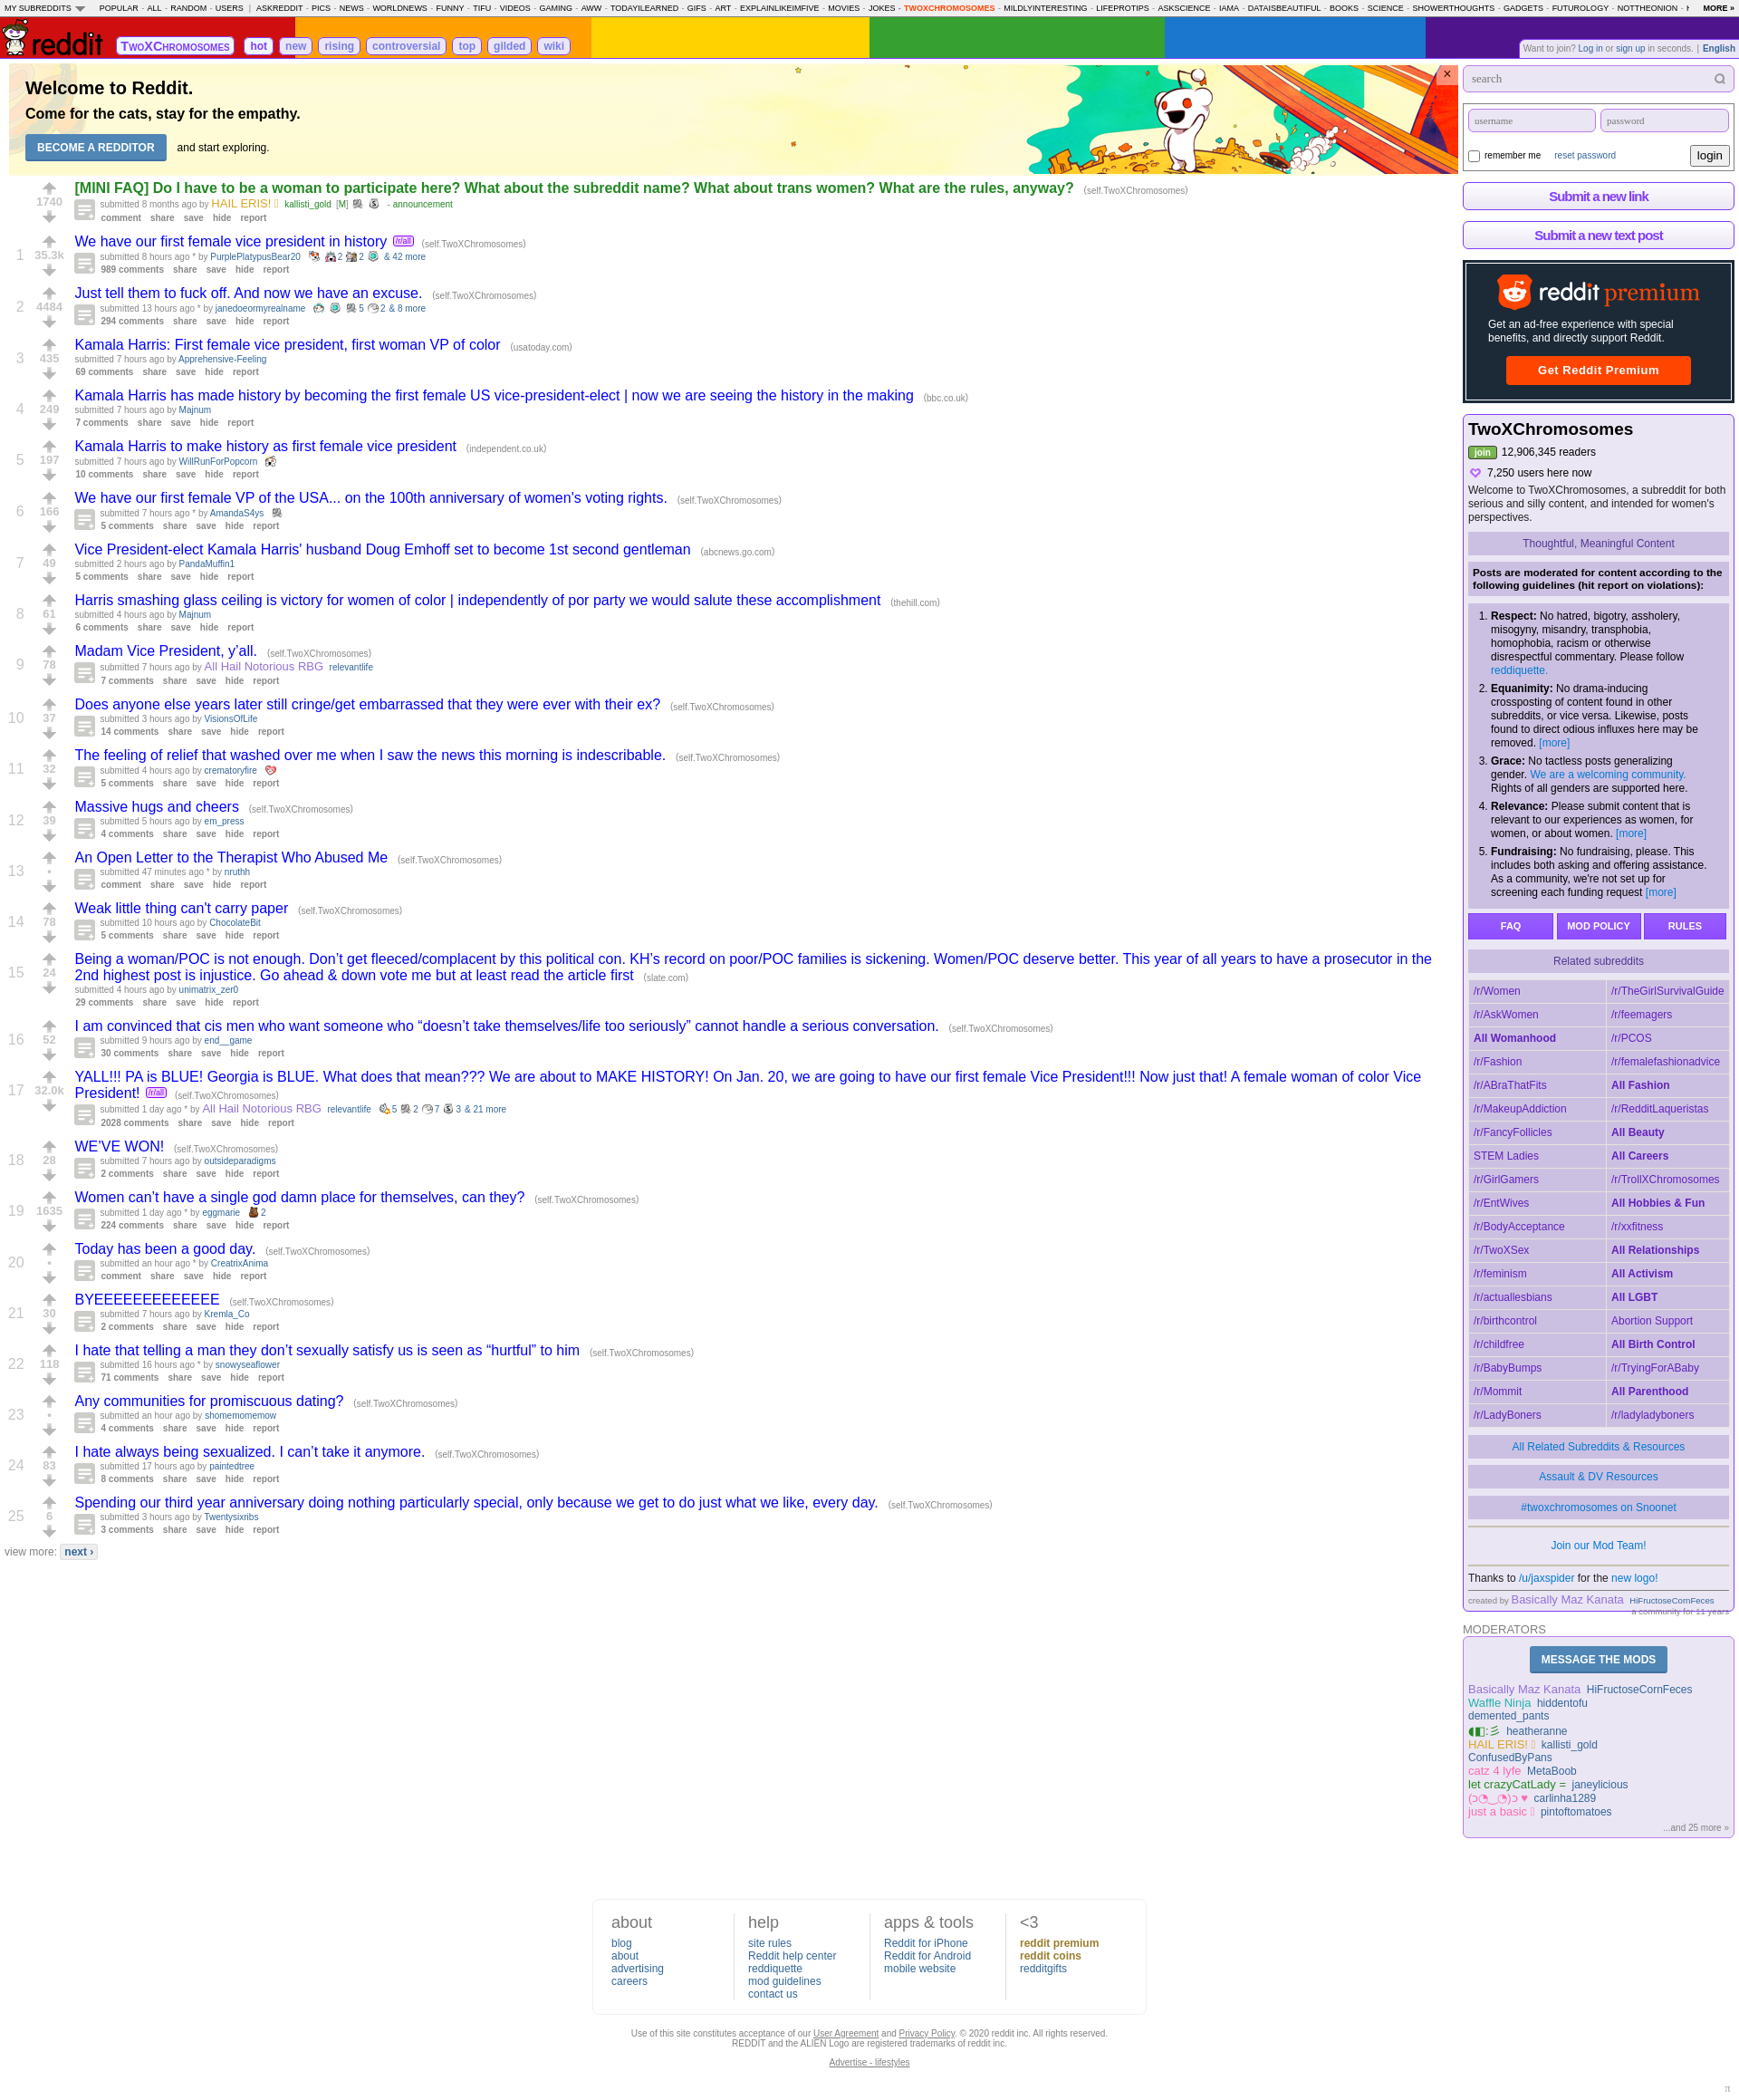 MY SUBREDDITS POPULAR - ALL - RANDOM - USERS | ASKREDDIT - PICS - NEWS - WORLDNEWS - FUNNY - TIFU - VIDEOS - GAMING - AWW - TODAYILEARNED - GIFS - ART - EXPLAINLIKEIMFIVE - MOVIES - JOKES - TWOXCHROMOSOMES - MILDLYINTERESTING - LIFEPROTIPS - ASKSCIENCE - IAMA - DATAISBEAUTIFUL - BOOKS - SCIENCE - SHOWERTHOUGHTS - GADGETS - FUTUROLOGY - NOTTHEONION - MORE »
reddit TwoXChromosomes hot new rising controversial top gilded wiki
Want to join? Log in or sign up in seconds. | English
Welcome to Reddit.
Come for the cats, stay for the empathy.
BECOME A REDDITOR and start exploring.
×
[MINI FAQ] Do I have to be a woman to participate here? What about the subreddit name? What about trans women? What are the rules, anyway? (self.TwoXChromosomes)
1740
submitted 8 months ago by HAIL ERIS! kallisti_gold [M] - announcement
comment share save hide report
1
35.3k
We have our first female vice president in history /r/all (self.TwoXChromosomes)
submitted 8 hours ago * by PurplePlatypusBear20 2 2 & 42 more
989 comments share save hide report
2
4484
Just tell them to fuck off. And now we have an excuse. (self.TwoXChromosomes)
submitted 13 hours ago * by janedoeormyrealname 5 2 & 8 more
294 comments share save hide report
3
435
Kamala Harris: First female vice president, first woman VP of color (usatoday.com)
submitted 7 hours ago by Apprehensive-Feeling
69 comments share save hide report
4
249
Kamala Harris has made history by becoming the first female US vice-president-elect | now we are seeing the history in the making (bbc.co.uk)
submitted 7 hours ago by Majnum
7 comments share save hide report
5
197
Kamala Harris to make history as first female vice president (independent.co.uk)
submitted 7 hours ago by WillRunForPopcorn
10 comments share save hide report
6
166
We have our first female VP of the USA... on the 100th anniversary of women's voting rights. (self.TwoXChromosomes)
submitted 7 hours ago * by AmandaS4ys
5 comments share save hide report
7
49
Vice President-elect Kamala Harris' husband Doug Emhoff set to become 1st second gentleman (abcnews.go.com)
submitted 2 hours ago by PandaMuffin1
5 comments share save hide report
8
61
Harris smashing glass ceiling is victory for women of color | independently of por party we would salute these accomplishment (thehill.com)
submitted 4 hours ago by Majnum
6 comments share save hide report
9
78
Madam Vice President, y’all. (self.TwoXChromosomes)
submitted 7 hours ago by All Hail Notorious RBG relevantlife
7 comments share save hide report
10
37
Does anyone else years later still cringe/get embarrassed that they were ever with their ex? (self.TwoXChromosomes)
submitted 3 hours ago by VisionsOfLife
14 comments share save hide report
11
32
The feeling of relief that washed over me when I saw the news this morning is indescribable. (self.TwoXChromosomes)
submitted 4 hours ago by crematoryfire
5 comments share save hide report
12
39
Massive hugs and cheers (self.TwoXChromosomes)
submitted 5 hours ago by em_press
4 comments share save hide report
13
•
An Open Letter to the Therapist Who Abused Me (self.TwoXChromosomes)
submitted 47 minutes ago * by nruthh
comment share save hide report
14
78
Weak little thing can't carry paper (self.TwoXChromosomes)
submitted 10 hours ago by ChocolateBit
5 comments share save hide report
15
24
Being a woman/POC is not enough. Don’t get fleeced/complacent by this political con. KH’s record on poor/POC families is sickening. Women/POC deserve better. This year of all years to have a prosecutor in the
2nd highest post is injustice. Go ahead & down vote me but at least read the article first (slate.com)
submitted 4 hours ago by unimatrix_zer0
29 comments share save hide report
16
52
I am convinced that cis men who want someone who “doesn’t take themselves/life too seriously” cannot handle a serious conversation. (self.TwoXChromosomes)
submitted 9 hours ago by end__game
30 comments share save hide report
17
32.0k
YALL!!! PA is BLUE! Georgia is BLUE. What does that mean??? We are about to MAKE HISTORY! On Jan. 20, we are going to have our first female Vice President!!! Now just that! A female woman of color Vice
President! /r/all (self.TwoXChromosomes)
submitted 1 day ago * by All Hail Notorious RBG relevantlife 5 2 7 3 & 21 more
2028 comments share save hide report
18
28
WE’VE WON! (self.TwoXChromosomes)
submitted 7 hours ago by outsideparadigms
2 comments share save hide report
19
1635
Women can’t have a single god damn place for themselves, can they? (self.TwoXChromosomes)
submitted 1 day ago * by eggmarie 2
224 comments share save hide report
20
•
Today has been a good day. (self.TwoXChromosomes)
submitted an hour ago * by CreatrixAnima
comment share save hide report
21
30
BYEEEEEEEEEEEEE (self.TwoXChromosomes)
submitted 7 hours ago by Kremla_Co
2 comments share save hide report
22
118
I hate that telling a man they don’t sexually satisfy us is seen as “hurtful” to him (self.TwoXChromosomes)
submitted 16 hours ago * by snowyseaflower
71 comments share save hide report
23
•
Any communities for promiscuous dating? (self.TwoXChromosomes)
submitted an hour ago by shomemomemow
4 comments share save hide report
24
83
I hate always being sexualized. I can’t take it anymore. (self.TwoXChromosomes)
submitted 17 hours ago by paintedtree
8 comments share save hide report
25
6
Spending our third year anniversary doing nothing particularly special, only because we get to do just what we like, every day. (self.TwoXChromosomes)
submitted 3 hours ago by Twentysixribs
3 comments share save hide report
view more: next ›
search
username password
remember me reset password login
Submit a new link
Submit a new text post
reddit premium
Get an ad-free experience with special
benefits, and directly support Reddit.
Get Reddit Premium
TwoXChromosomes
join 12,906,345 readers
7,250 users here now
Welcome to TwoXChromosomes, a subreddit for both
serious and silly content, and intended for women's
perspectives.
Thoughtful, Meaningful Content
Posts are moderated for content according to the
following guidelines (hit report on violations):
1. Respect: No hatred, bigotry, assholery,
misogyny, misandry, transphobia,
homophobia, racism or otherwise
disrespectful commentary. Please follow
reddiquette.
2. Equanimity: No drama-inducing
crossposting of content found in other
subreddits, or vice versa. Likewise, posts
found to direct odious influxes here may be
removed. [more]
3. Grace: No tactless posts generalizing
gender. We are a welcoming community.
Rights of all genders are supported here.
4. Relevance: Please submit content that is
relevant to our experiences as women, for
women, or about women. [more]
5. Fundraising: No fundraising, please. This
includes both asking and offering assistance.
As a community, we're not set up for
screening each funding request [more]
FAQ MOD POLICY RULES
Related subreddits
/r/Women /r/TheGirlSurvivalGuide
/r/AskWomen /r/feemagers
All Womanhood /r/PCOS
/r/Fashion /r/femalefashionadvice
/r/ABraThatFits All Fashion
/r/MakeupAddiction /r/RedditLaqueristas
/r/FancyFollicles All Beauty
STEM Ladies All Careers
/r/GirlGamers /r/TrollXChromosomes
/r/EntWives All Hobbies & Fun
/r/BodyAcceptance /r/xxfitness
/r/TwoXSex All Relationships
/r/feminism All Activism
/r/actuallesbians All LGBT
/r/birthcontrol Abortion Support
/r/childfree All Birth Control
/r/BabyBumps /r/TryingForABaby
/r/Mommit All Parenthood
/r/LadyBoners /r/ladyladyboners
All Related Subreddits & Resources
Assault & DV Resources
#twoxchromosomes on Snoonet
Join our Mod Team!
Thanks to /u/jaxspider for the new logo!
created by Basically Maz Kanata HiFructoseCornFeces
a community for 11 years
MODERATORS
MESSAGE THE MODS
Basically Maz Kanata HiFructoseCornFeces
Waffle Ninja hiddentofu
demented_pants
heatheranne
HAIL ERIS! kallisti_gold
ConfusedByPans
catz 4 lyfe MetaBoob
let crazyCatLady = janeylicious
(ɔ◔‿◔)ɔ ♥ carlinha1289
just a basic pintoftomatoes
...and 25 more »
about
blog
about
advertising
careers
help
site rules
Reddit help center
reddiquette
mod guidelines
contact us
apps & tools
Reddit for iPhone
Reddit for Android
mobile website
<3
reddit premium
reddit coins
redditgifts
Use of this site constitutes acceptance of our User Agreement and Privacy Policy. © 2020 reddit inc. All rights reserved.
REDDIT and the ALIEN Logo are registered trademarks of reddit inc.
Advertise - lifestyles
π